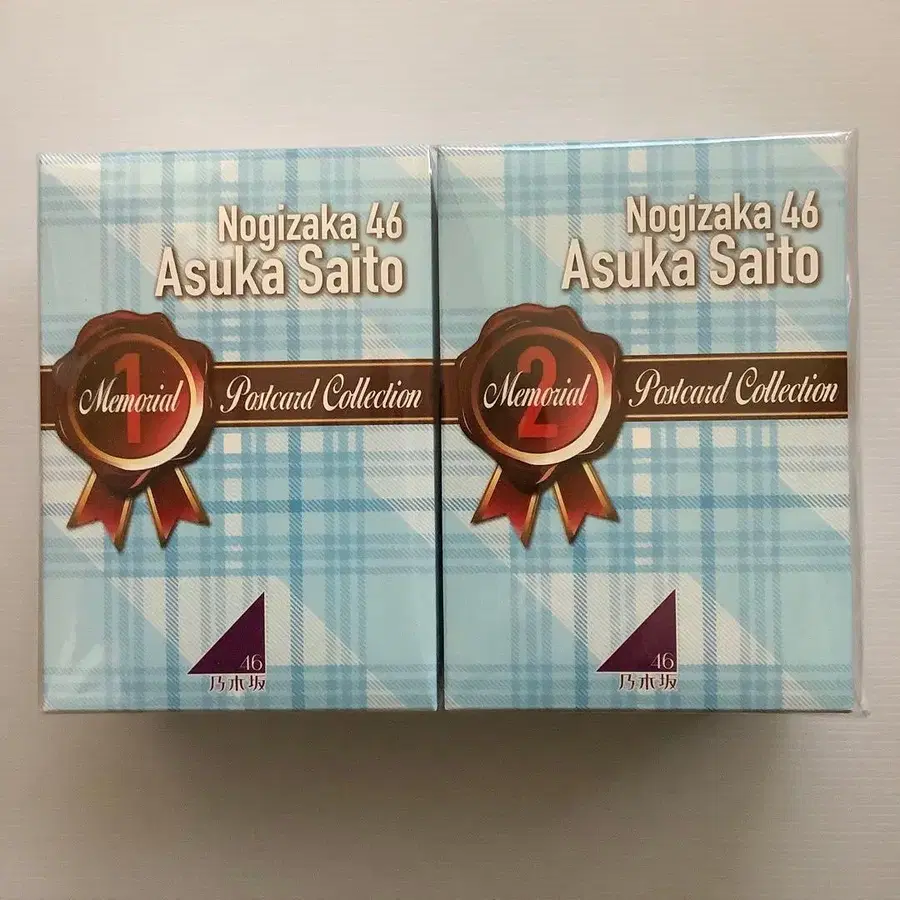 Nogizaka 46
Asuka Saito
1
Memorial
Postcard Collection
46
乃木坂
Nogizaka 46
Asuka Saito
2
Memorial
Postcard Collection
46
乃木坂